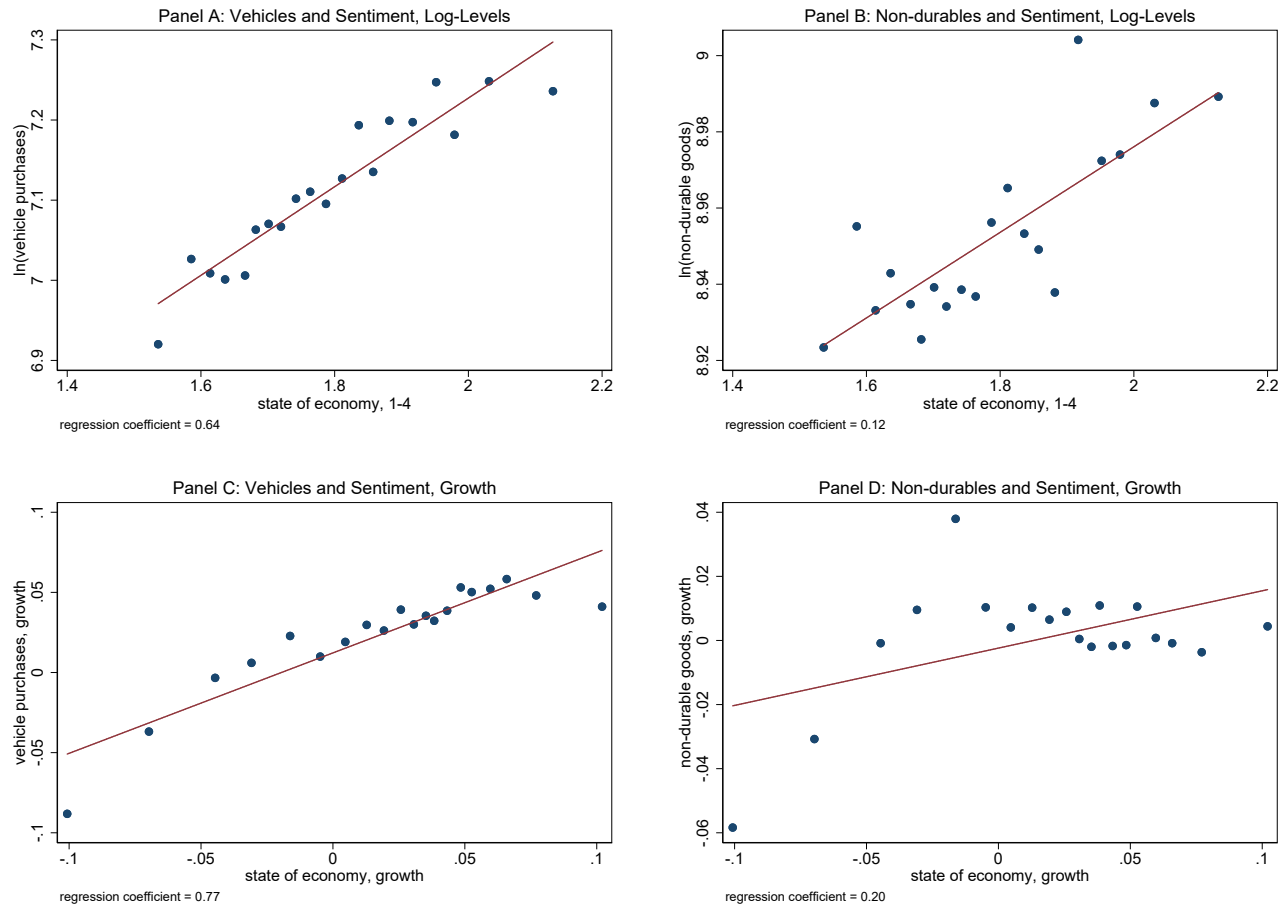 Panel A: Vehicles and Sentiment, Log-Levels
ln(vehicle purchases)
7.3
7.2
7.1
7
6.9
1.4 1.6 1.8 2 2.2
state of economy, 1-4
regression coefficient = 0.64
Panel B: Non-durables and Sentiment, Log-Levels
ln(non-durable goods)
9
8.98
8.96
8.94
8.92
1.4 1.6 1.8 2 2.2
state of economy, 1-4
regression coefficient = 0.12
Panel C: Vehicles and Sentiment, Growth
vehicle purchases, growth
.1
.05
0
-.05
-.1
-.1 -.05 0 .05 .1
state of economy, growth
regression coefficient = 0.77
Panel D: Non-durables and Sentiment, Growth
non-durable goods, growth
.04
.02
0
-.02
-.04
-.06
-.1 -.05 0 .05 .1
state of economy, growth
regression coefficient = 0.20